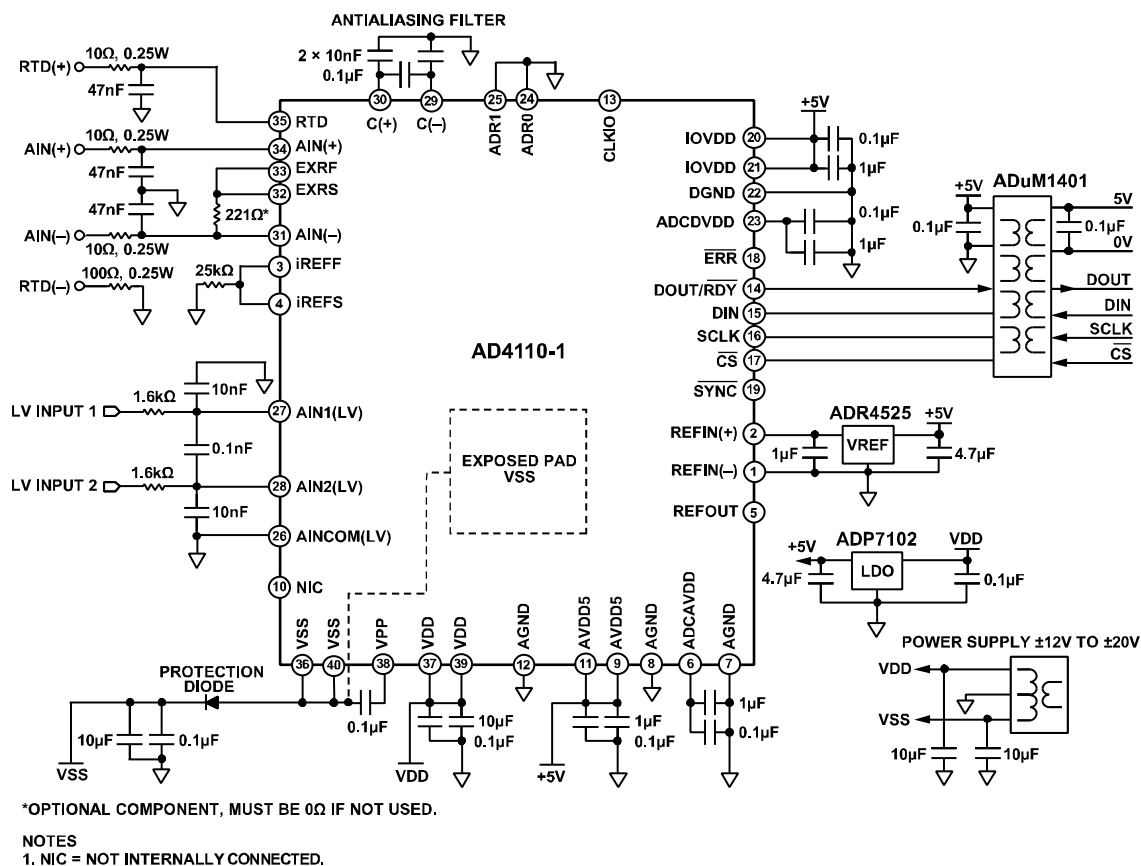 ANTIALIASING FILTER
2 × 10nF
0.1µF
10Ω, 0.25W
RTD(+)
47nF
10Ω, 0.25W
AIN(+)
47nF
47nF
AIN(–)
10Ω, 0.25W
221Ω*
RTD(–)
100Ω, 0.25W
25kΩ
30
C(+)
29
C(–)
25
ADR1
24
ADR0
13
CLKIO
35 RTD
34 AIN(+)
33 EXRF
32 EXRS
31 AIN(–)
3 iREFF
4 iREFS
AD4110-1
EXPOSED PAD
VSS
LV INPUT 1
1.6kΩ
10nF
27 AIN1(LV)
0.1nF
LV INPUT 2
1.6kΩ
28 AIN2(LV)
10nF
26 AINCOM(LV)
10 NIC
IOVDD 20
IOVDD 21
DGND 22
ADCDVDD 23
ERR 18
DOUT/RDY 14
DIN 15
SCLK 16
CS 17
SYNC 19
REFIN(+) 2
REFIN(–) 1
REFOUT 5
+5V
0.1µF
1µF
0.1µF
1µF
ADuM1401
+5V
0.1µF
5V
0.1µF
0V
DOUT
DIN
SCLK
CS
ADR4525
VREF
+5V
1µF
4.7µF
ADP7102
+5V
LDO
VDD
4.7µF
0.1µF
POWER SUPPLY ±12V TO ±20V
VDD
VSS
10µF
10µF
VSS
36
VSS
40
VPP
38
VDD
37
VDD
39
AGND
12
AVDD5
11
AVDD5
9
AGND
8
ADCAVDD
6
AGND
7
PROTECTION
DIODE
10µF
0.1µF
VSS
0.1µF
10µF
0.1µF
VDD
1µF
0.1µF
+5V
1µF
0.1µF
*OPTIONAL COMPONENT, MUST BE 0Ω IF NOT USED.
NOTES
1. NIC = NOT INTERNALLY CONNECTED.